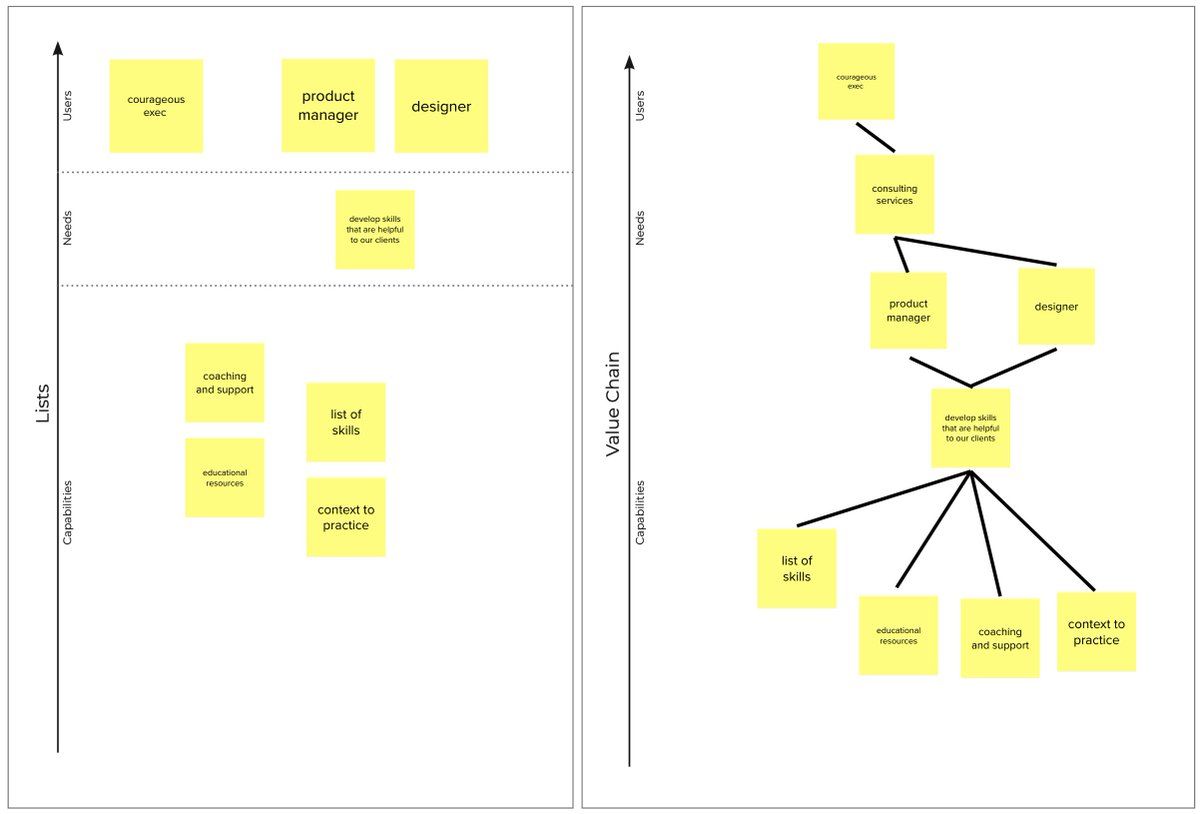 Lists
Users
courageous
exec
product
manager
designer
Needs
develop skills
that are helpful
to our clients
Capabilities
coaching
and support
list of
skills
educational
resources
context to
practice
Value Chain
Users
courageous
exec
Needs
consulting
services
product
manager
designer
develop skills
that are helpful
to our clients
Capabilities
list of
skills
educational
resources
coaching
and support
context to
practice